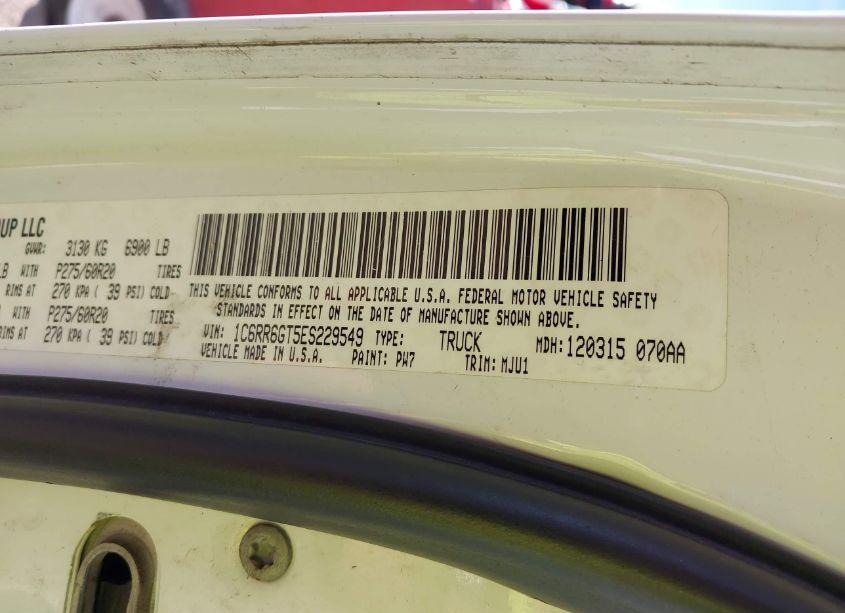 UP LLC
GVWR: 3130 KG 6900 LB
LB WITH P275/60R20 TIRES
RIMS AT 270 KPA ( 39 PSI) COLD
WITH P275/60R20 TIRES
RIMS AT 270 KPA ( 39 PSI) COLD
THIS VEHICLE CONFORMS TO ALL APPLICABLE U.S.A. FEDERAL MOTOR VEHICLE SAFETY
STANDARDS IN EFFECT ON THE DATE OF MANUFACTURE SHOWN ABOVE.
VIN: 1C6RR6GT5ES229549 TYPE: TRUCK MDH: 120315 070AA
VEHICLE MADE IN U.S.A. PAINT: PW7 TRIM: MJU1